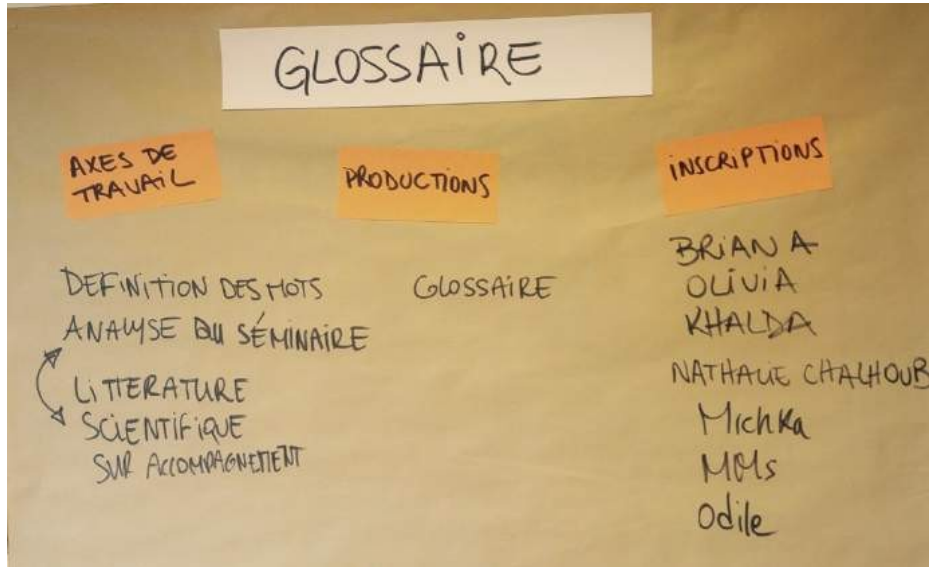 GLOSSAIRE
AXES DE
TRAVAIL
DEFINITION DES MOTS
ANALYSE DU SÉMINAIRE
LITTERATURE
SCIENTIFIQUE
SUR ACCOMPAGNEMENT
PRODUCTIONS
GLOSSAIRE
INSCRIPTIONS
BRIAN A
OLIVIA
KHALDA
NATHALIE CHALHOUB
Michka
Odile